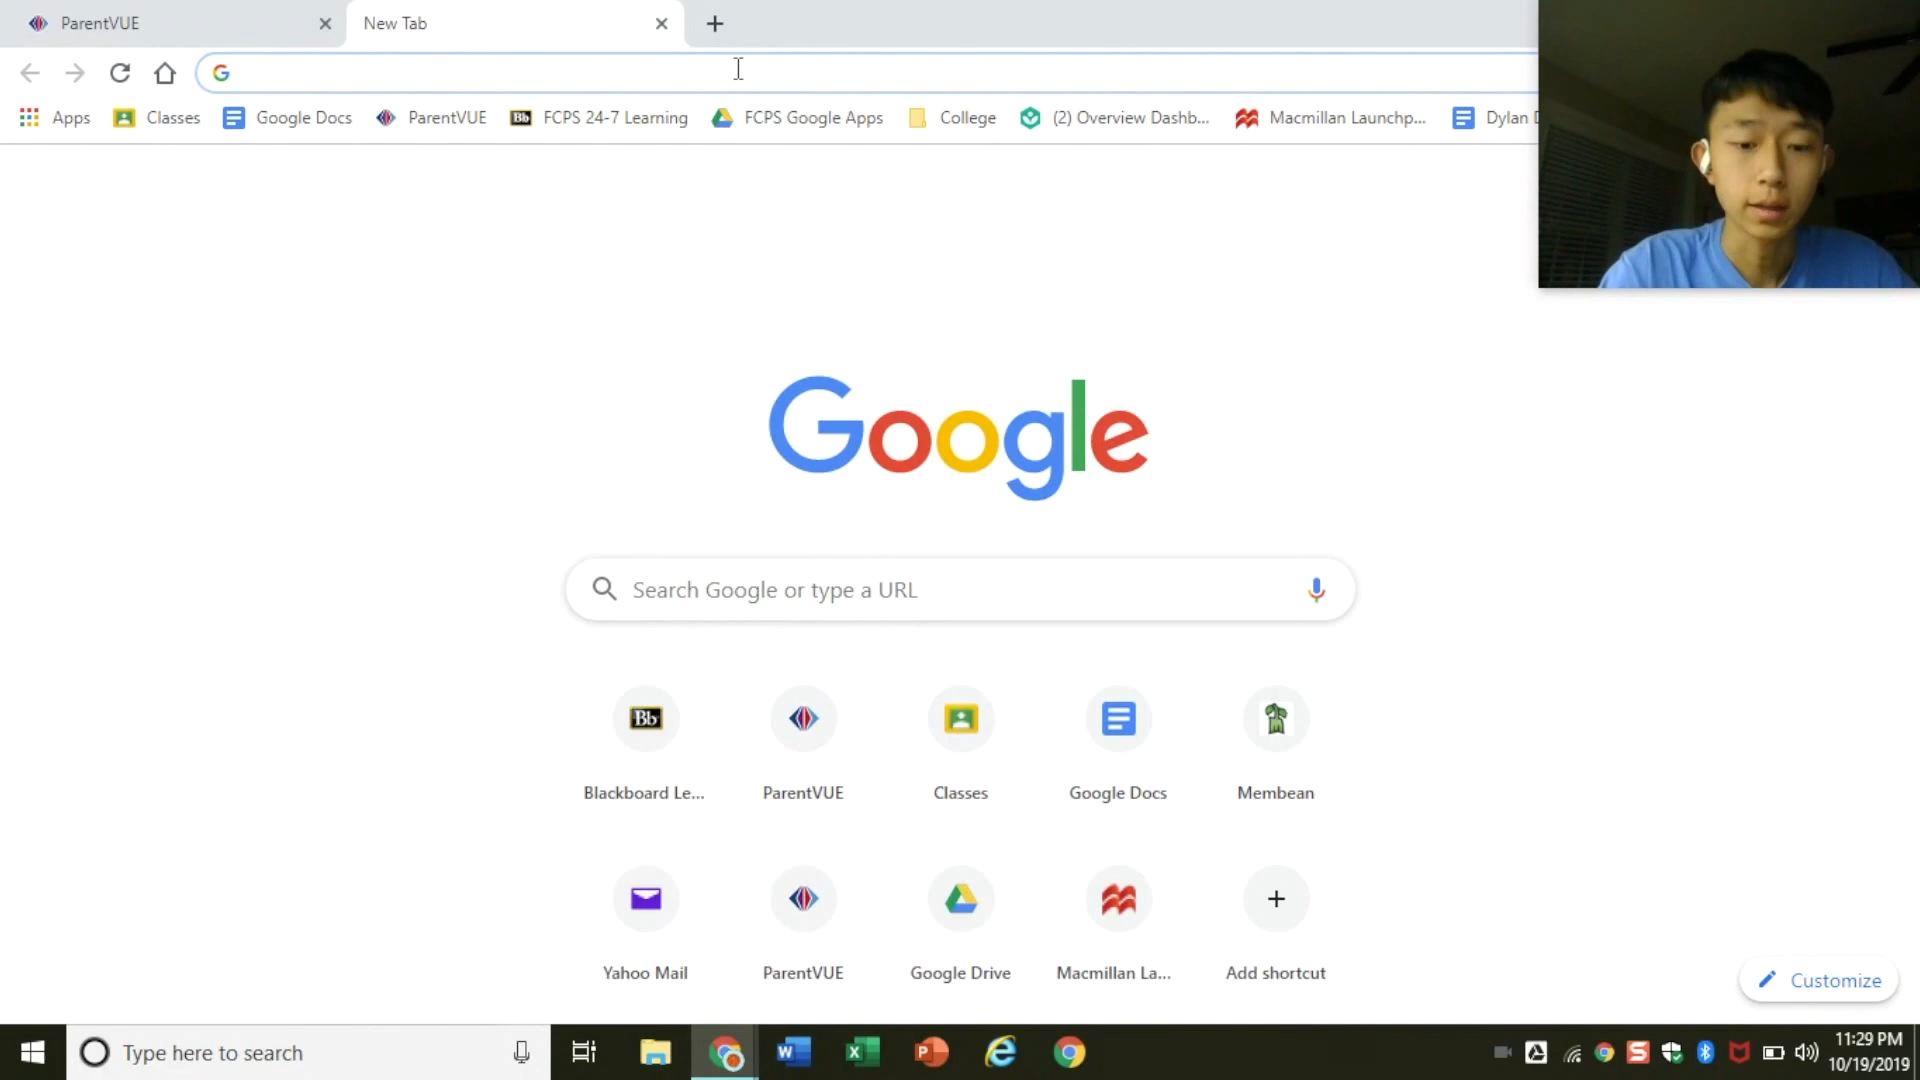 ParentVUE
New Tab
Apps Classes Google Docs ParentVUE Bb FCPS 24-7 Learning FCPS Google Apps College (2) Overview Dashb... Macmillan Launchp... Dylan D
Google
Search Google or type a URL
Bb
Blackboard Le... ParentVUE Classes Google Docs Membean
Yahoo Mail ParentVUE Google Drive Macmillan La... Add shortcut
Customize
Type here to search
11:29 PM
10/19/2019